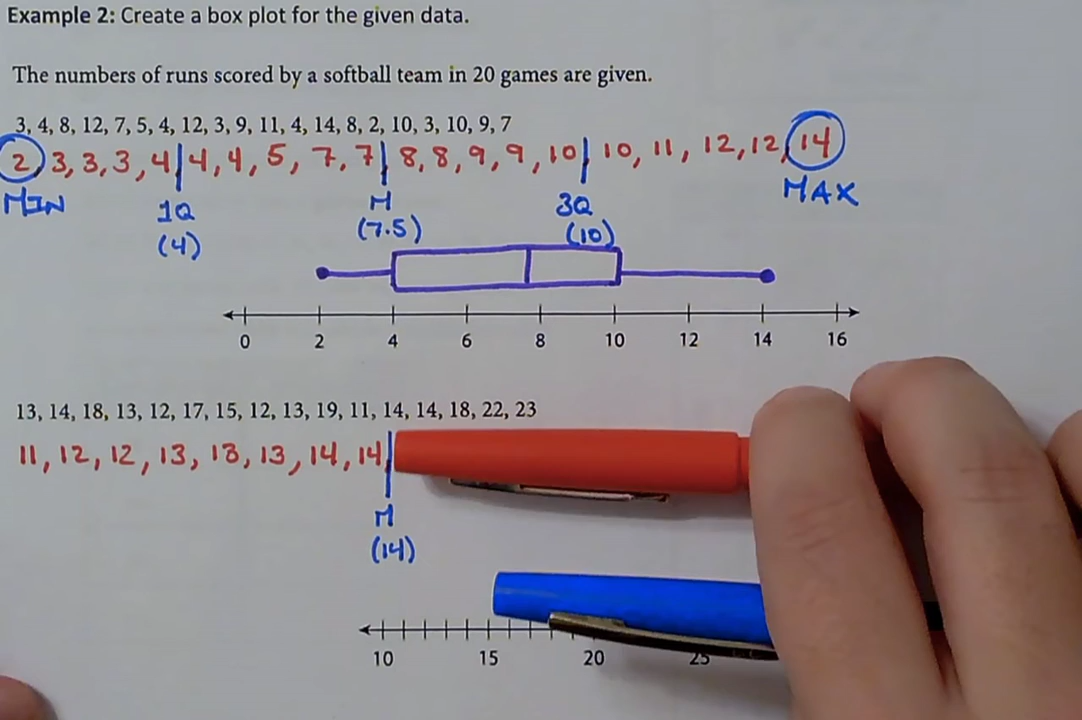 Example 2: Create a box plot for the given data.
The numbers of runs scored by a softball team in 20 games are given.
3, 4, 8, 12, 7, 5, 4, 12, 3, 9, 11, 4, 14, 8, 2, 10, 3, 10, 9, 7
2, 3, 3, 3, 4 | 4, 4, 5, 7, 7 | 8, 8, 9, 9, 10 | 10, 11, 12, 12, 14
MIN 1Q M 3Q MAX
(4) (7.5) (10)
0 2 4 6 8 10 12 14 16
13, 14, 18, 13, 12, 17, 15, 12, 13, 19, 11, 14, 14, 18, 22, 23
11, 12, 12, 13, 13, 13, 14, 14 |
M
(14)
10 15 20 25